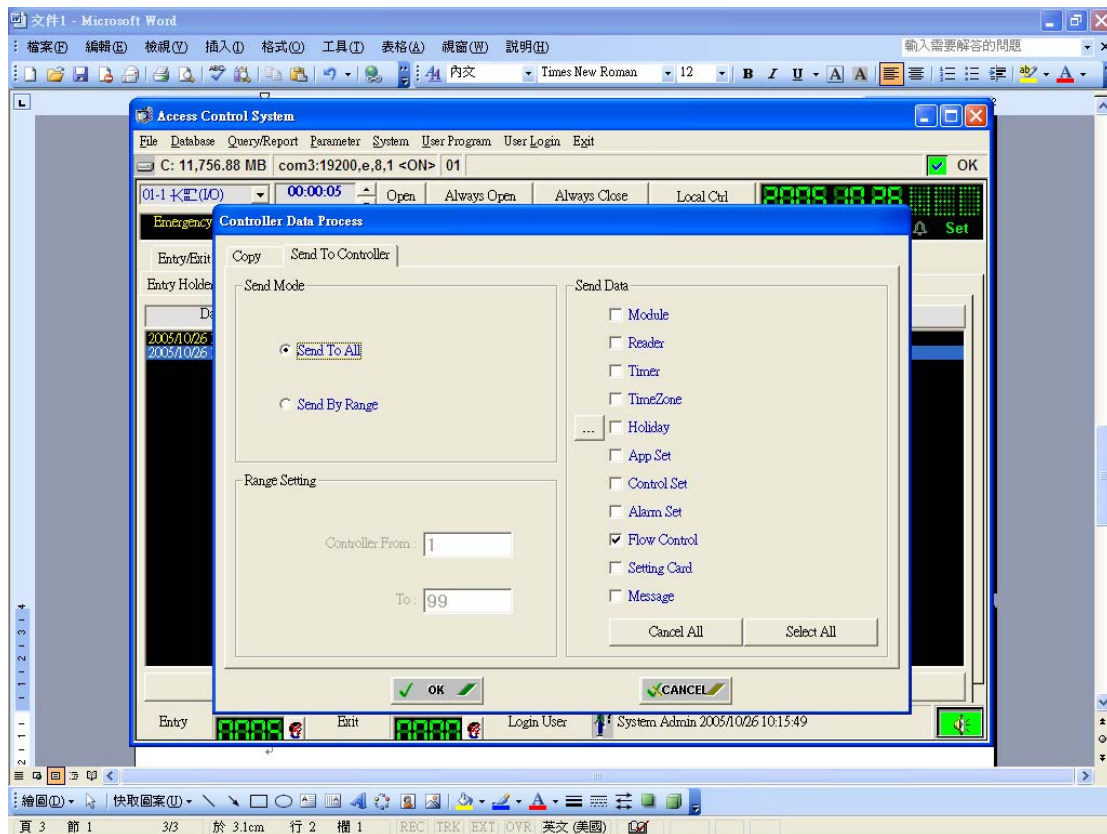 文件1 - Microsoft Word
檔案(F) 編輯(E) 檢視(V) 插入(I) 格式(O) 工具(T) 表格(A) 視窗(W) 說明(H) 輸入需要解答的問題
內文 Times New Roman 12 B I U A A A
Access Control System
File Database Query/Report Parameter System User Program User Login Exit
C: 11,756.88 MB com3:19200,e,8,1 <ON> 01 OK
01-1 (I/O) 00:00:05 Open Always Open Always Close Local Ctrl 2005 10 26
Emergency Set
Controller Data Process
Entry/Exit
Entry Holder
2005/10/26
2005/10/26
Copy Send To Controller
Send Mode
Send To All
Send By Range
Range Setting
Controller From : 1
To : 99
Send Data
Module
Reader
Timer
TimeZone
... Holiday
App Set
Control Set
Alarm Set
Flow Control
Setting Card
Message
Cancel All Select All
OK CANCEL
Entry Exit Login User System Admin 2005/10/26 10:15:49
繪圖(D) 快取圖案(U) A
頁 3 節 1 3/3 於 3.1cm 行 2 欄 1 REC TRK EXT OVR 英文 (美國)